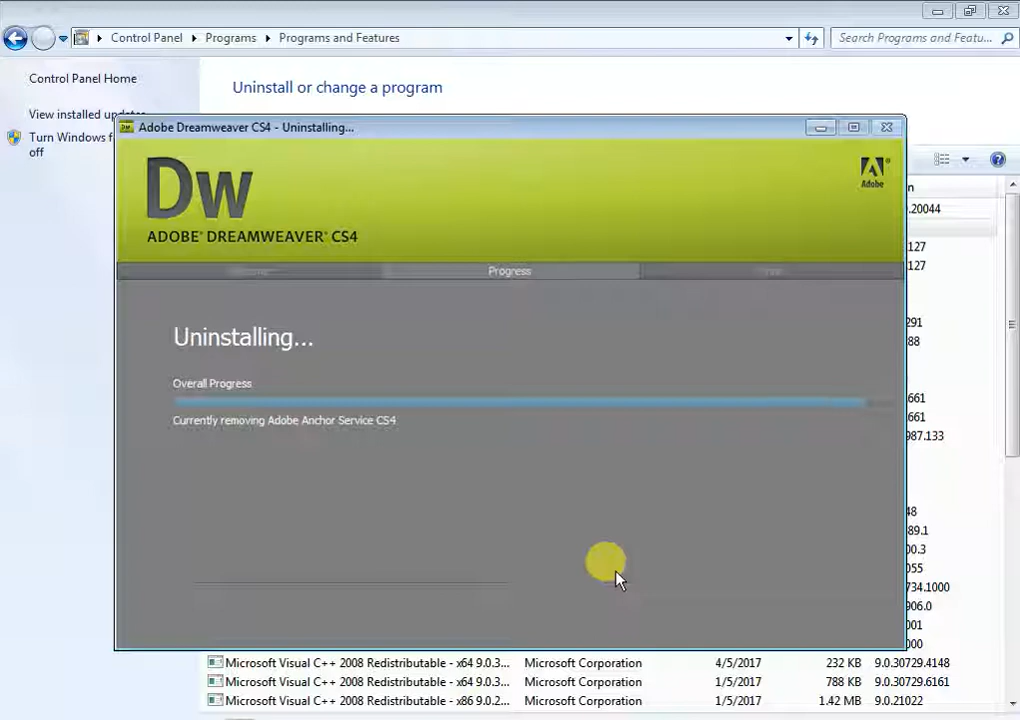 Control Panel Programs Programs and Features
Search Programs and Featu...
Control Panel Home
Uninstall or change a program
View installed
Turn Windows
off
Adobe Dreamweaver CS4 - Uninstalling...
Dw
Adobe
ADOBE® DREAMWEAVER® CS4
Progress
Uninstalling...
Overall Progress
Currently removing Adobe Anchor Service CS4
n
.20044
127
127
291
88
661
661
987.133
48
89.1
00.3
055
734.1000
906.0
001
000
Microsoft Visual C++ 2008 Redistributable - x64 9.0.3... Microsoft Corporation 4/5/2017 232 KB 9.0.30729.4148
Microsoft Visual C++ 2008 Redistributable - x64 9.0.3... Microsoft Corporation 1/5/2017 788 KB 9.0.30729.6161
Microsoft Visual C++ 2008 Redistributable - x86 9.0.2... Microsoft Corporation 1/5/2017 1.42 MB 9.0.21022